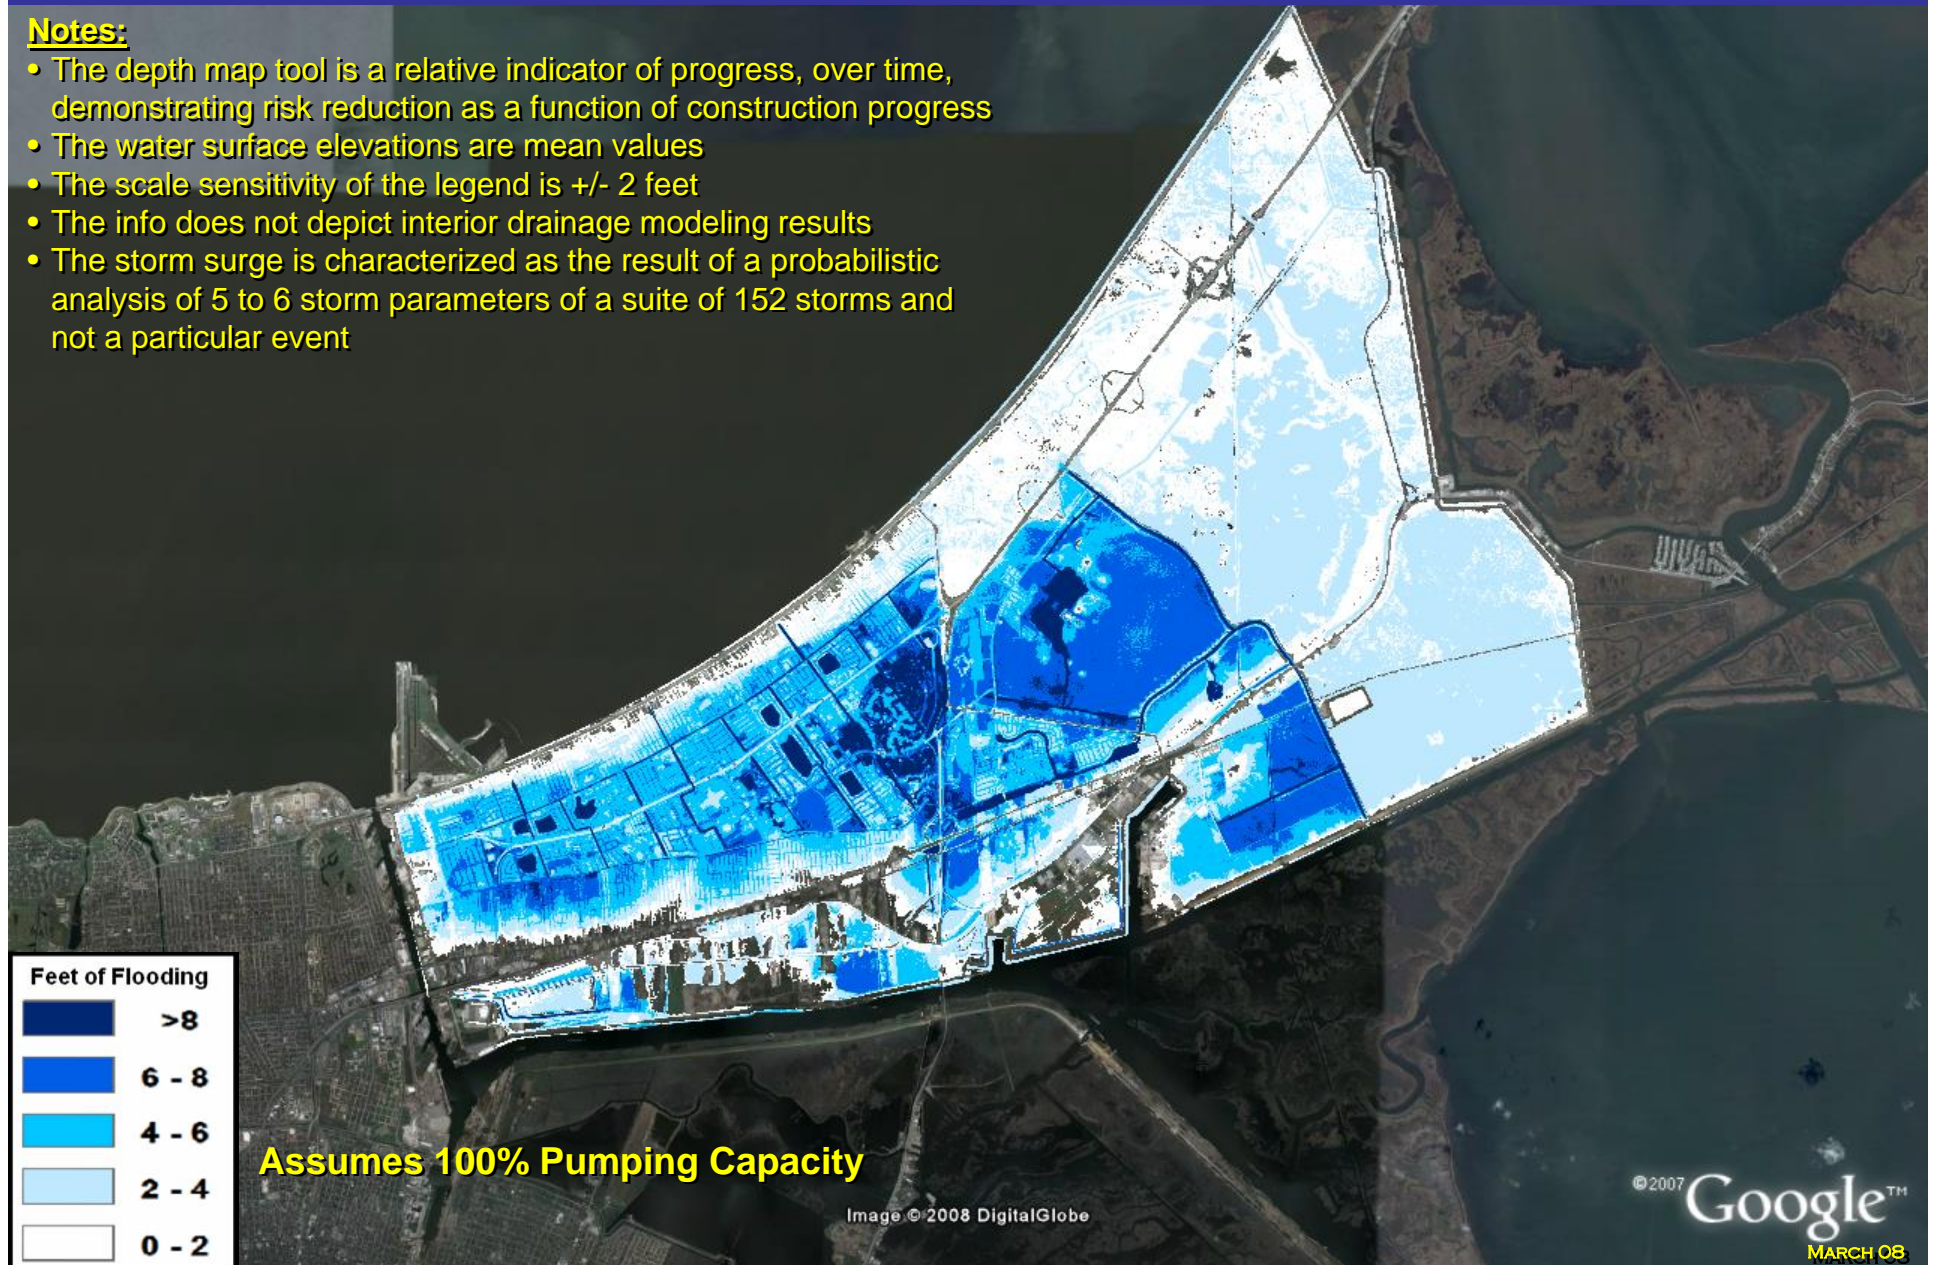 Notes:
• The depth map tool is a relative indicator of progress, over time,
demonstrating risk reduction as a function of construction progress
• The water surface elevations are mean values
• The scale sensitivity of the legend is +/- 2 feet
• The info does not depict interior drainage modeling results
• The storm surge is characterized as the result of a probabilistic
analysis of 5 to 6 storm parameters of a suite of 152 storms and
not a particular event
Feet of Flooding
>8
6 - 8
4 - 6
2 - 4
0 - 2
Assumes 100% Pumping Capacity
Image © 2008 DigitalGlobe
©2007 Google™
MARCH 08